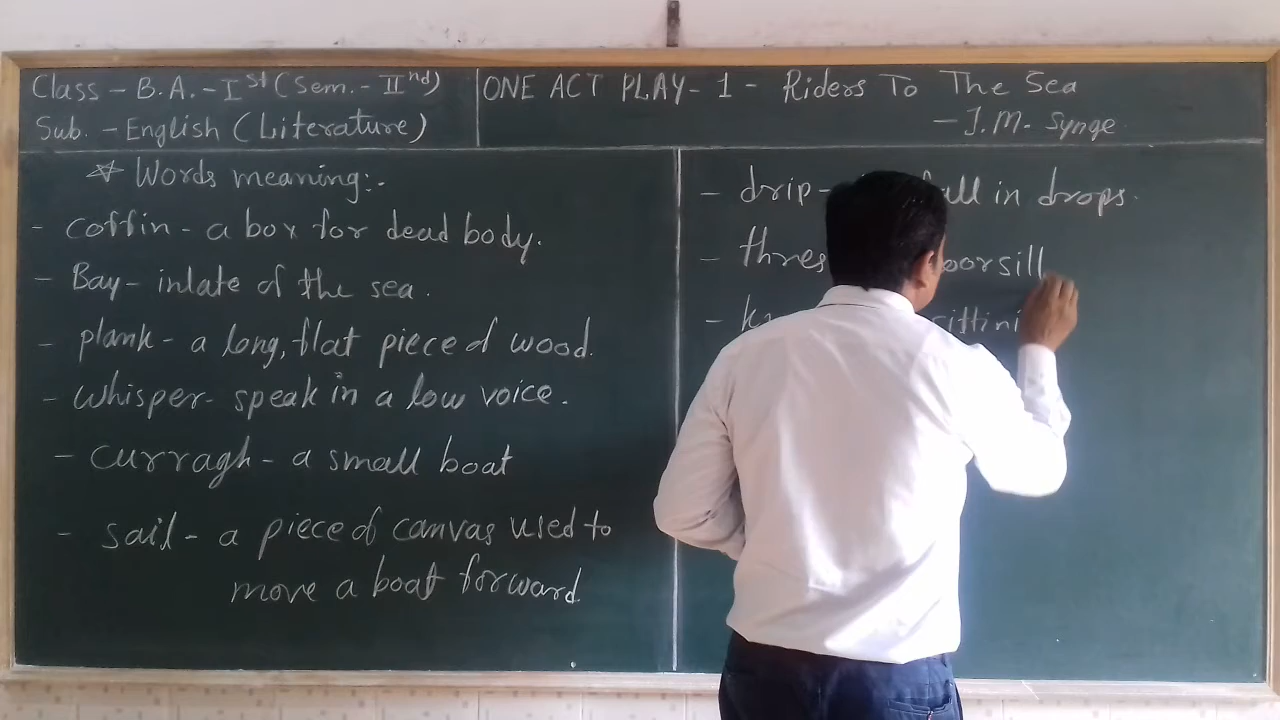 Class - B.A. - Ist (Sem. - IInd)
Sub. - English (Literature)
ONE ACT PLAY - 1 - Riders To The Sea
- J.M. Synge
Words meaning:-
- coffin - a box for dead body.
- Bay - inlate of the sea.
- plank - a long, flat piece of wood.
- whisper - speak in a low voice.
- curragh - a small boat
- sail - a piece of canvas used to
move a boat forward
- drip - fall in drops.
- thres oorsill
-